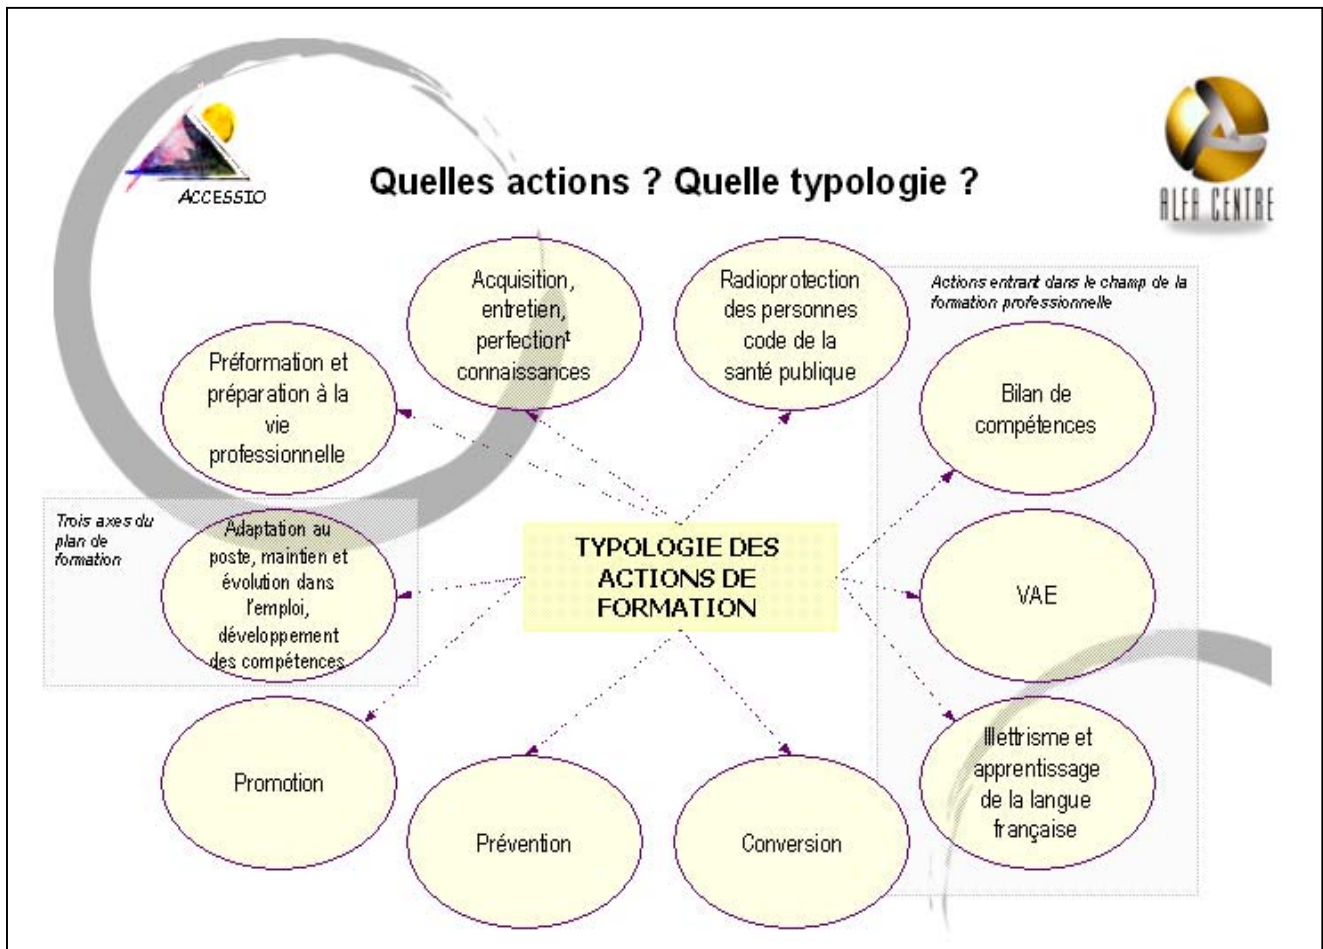 ACCESSIO
ALFA CENTRE
Quelles actions ? Quelle typologie ?
Acquisition,
entretien,
perfectionᵗ
connaissances
Radioprotection
des personnes
code de la
santé publique
Actions entrant dans le champ de la
formation professionnelle
Préformation et
préparation à la
vie
professionnelle
Bilan de
compétences
Trois axes du
plan de
formation
Adaptation au
poste, maintien et
évolution dans
l'emploi,
développement
des compétences
TYPOLOGIE DES
ACTIONS DE
FORMATION
VAE
Promotion
Prévention
Conversion
Illettrisme et
apprentissage
de la langue
française